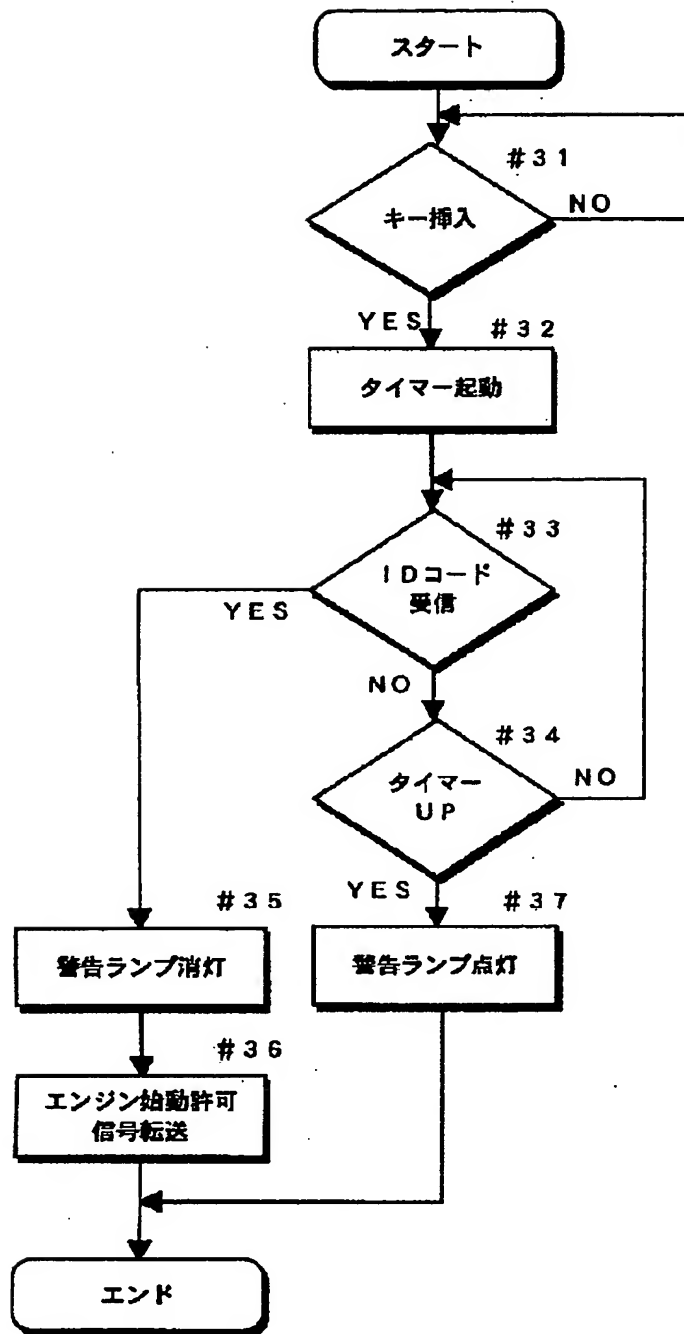 スタート
#31
キー挿入
NO
YES
#32
タイマー起動
#33
IDコード
受信
YES
NO
#34
タイマー
UP
NO
YES
#35
#37
警告ランプ消灯
警告ランプ点灯
#36
エンジン始動許可
信号転送
エンド